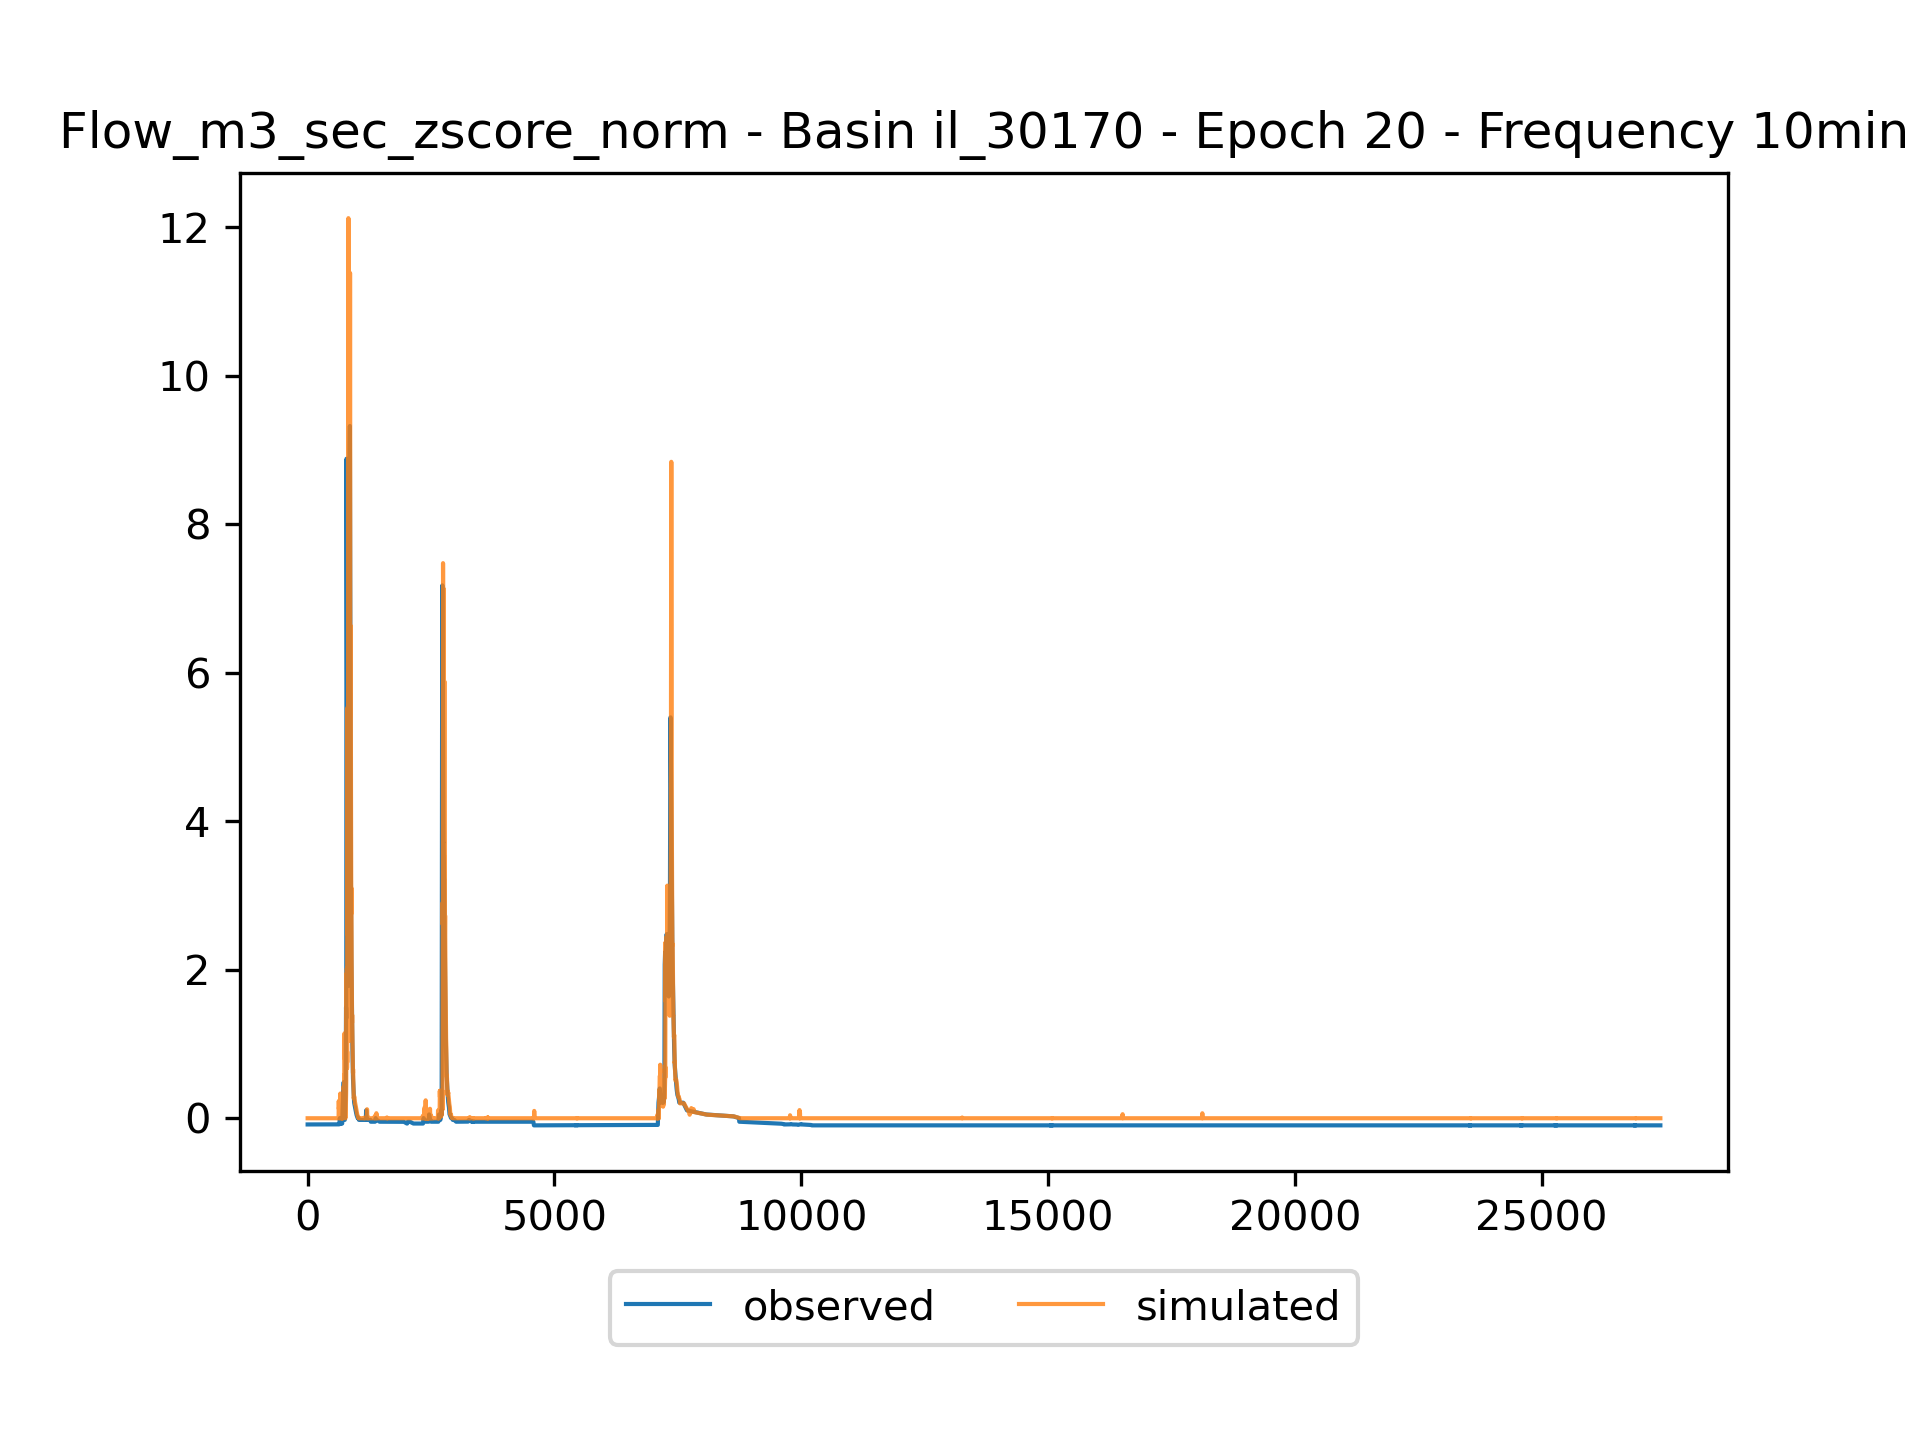 Flow_m3_sec_zscore_norm - Basin il_30170 - Epoch 20 - Frequency 10min
12
10
8
6
4
2
0
0 5000 10000 15000 20000 25000
observed simulated